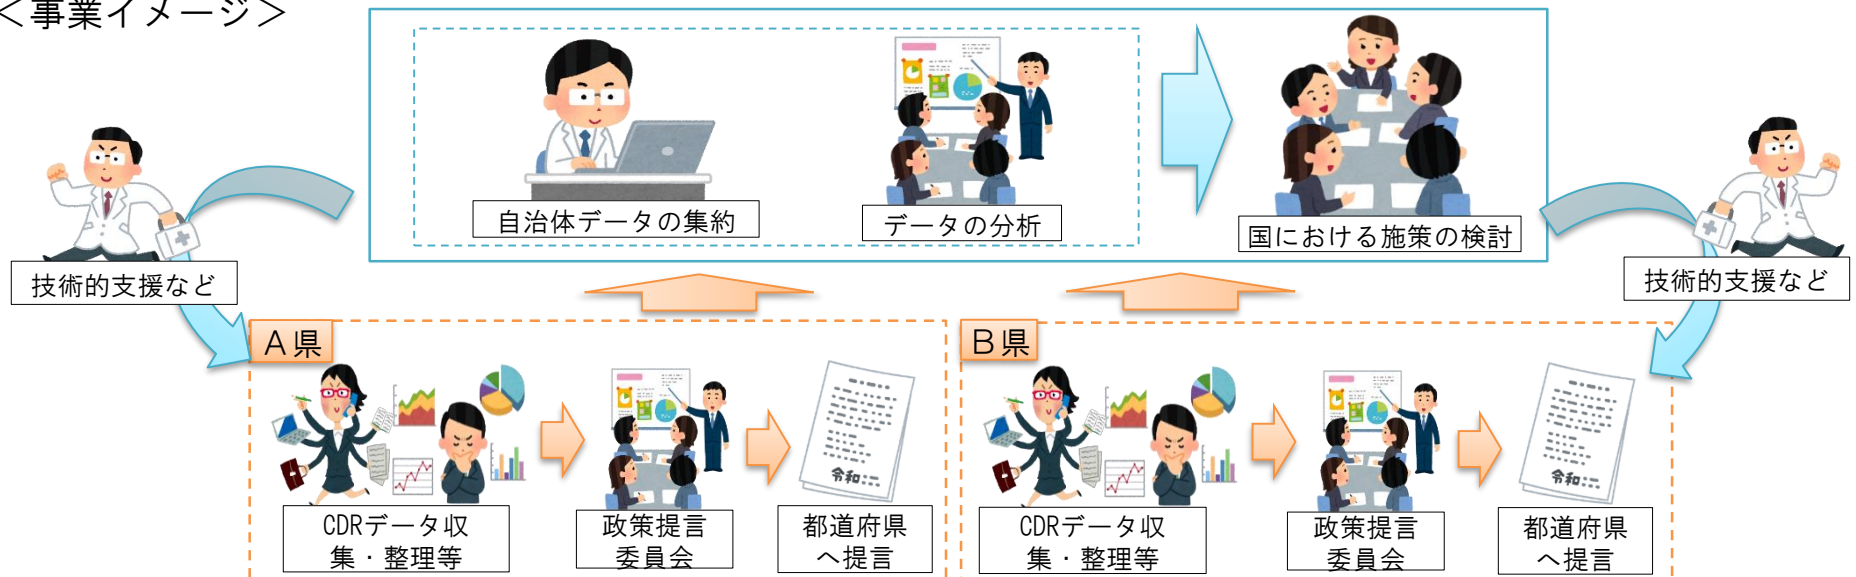 ＜事業イメージ＞
自治体データの集約
データの分析
国における施策の検討
技術的支援など
技術的支援など
Ａ県
令和
CDRデータ収
集・整理等
政策提言
委員会
都道府県
へ提言
Ｂ県
令和
CDRデータ収
集・整理等
政策提言
委員会
都道府県
へ提言